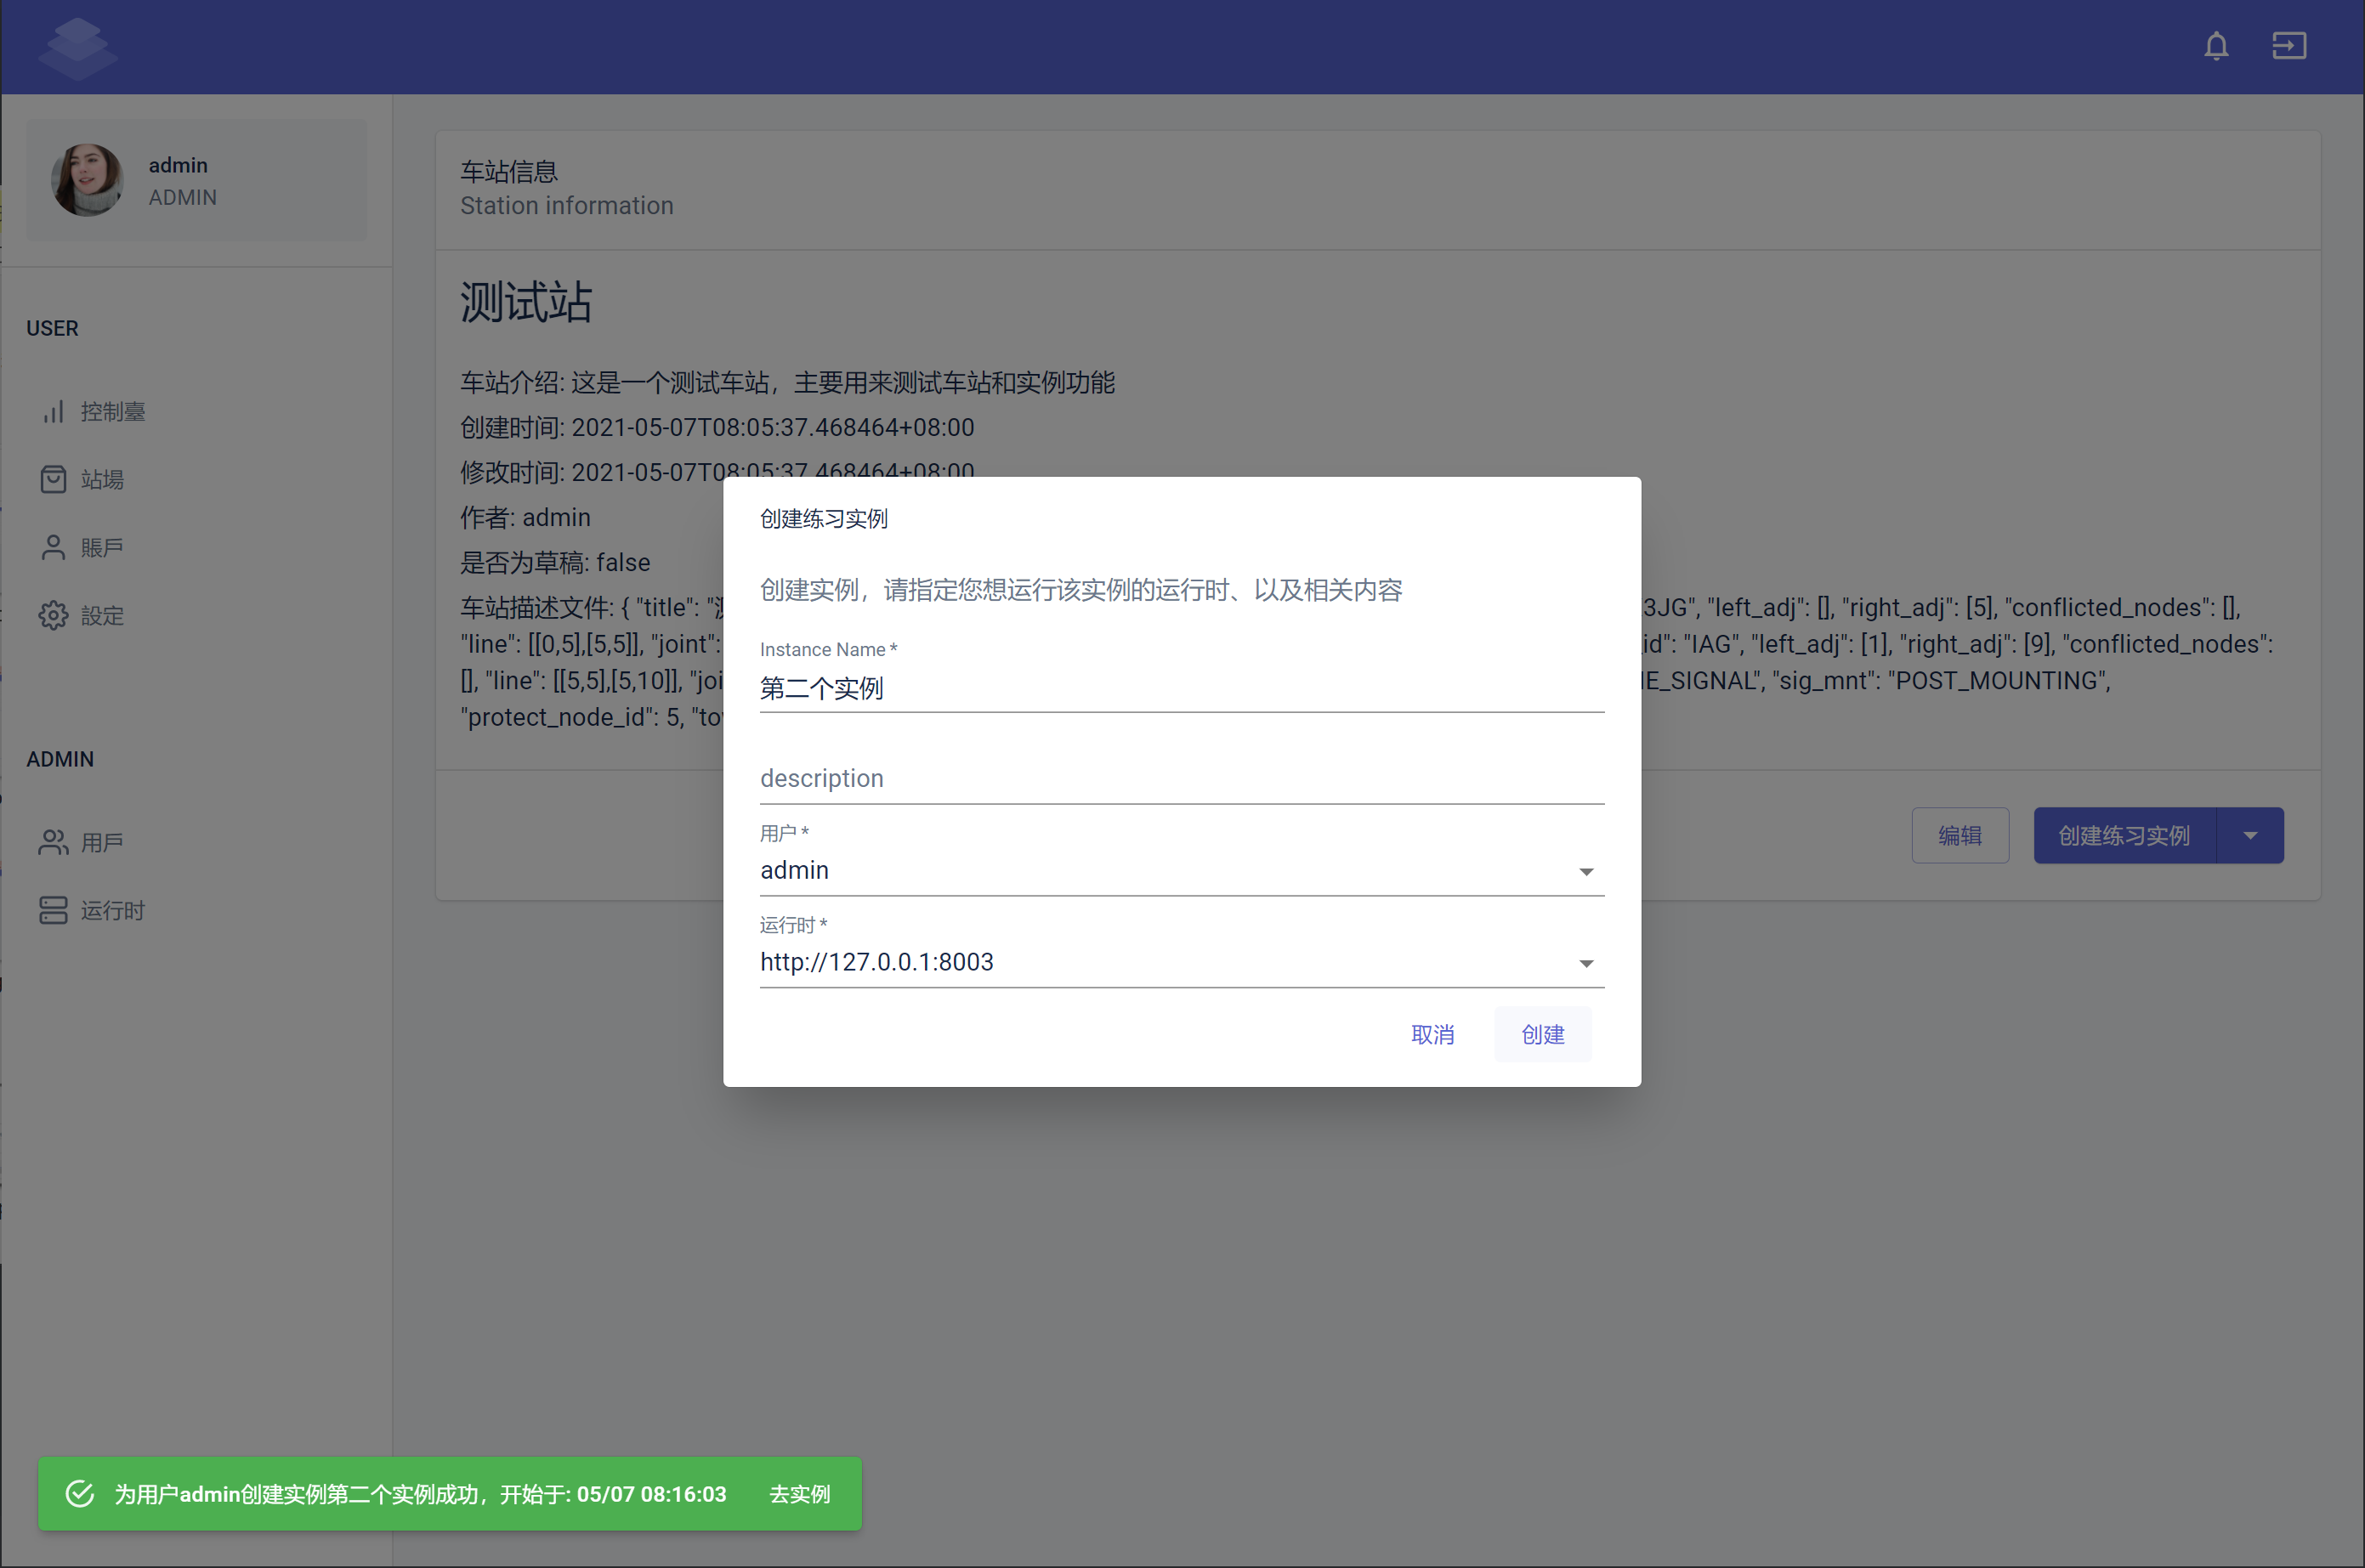 admin
ADMIN
USER
控制臺
站場
賬戶
設定
ADMIN
用戶
运行时
车站信息
Station information
测试站
车站介绍: 这是一个测试车站，主要用来测试车站和实例功能
创建时间: 2021-05-07T08:05:37.468464+08:00
修改时间: 2021-05-07T08:05:37.468464+08:00
作者: admin
是否为草稿: false
车站描述文件: { "title": "测 3JG", "left_adj": [], "right_adj": [5], "conflicted_nodes": [],
"line": [[0,5],[5,5]], "joint": id": "IAG", "left_adj": [1], "right_adj": [9], "conflicted_nodes":
[], "line": [[5,5],[5,10]], "joi E_SIGNAL", "sig_mnt": "POST_MOUNTING",
"protect_node_id": 5, "to
编辑
创建练习实例
创建练习实例
创建实例，请指定您想运行该实例的运行时、以及相关内容
Instance Name *
第二个实例
description
用户 *
admin
运行时 *
http://127.0.0.1:8003
取消 创建
为用户admin创建实例第二个实例成功，开始于: 05/07 08:16:03 去实例